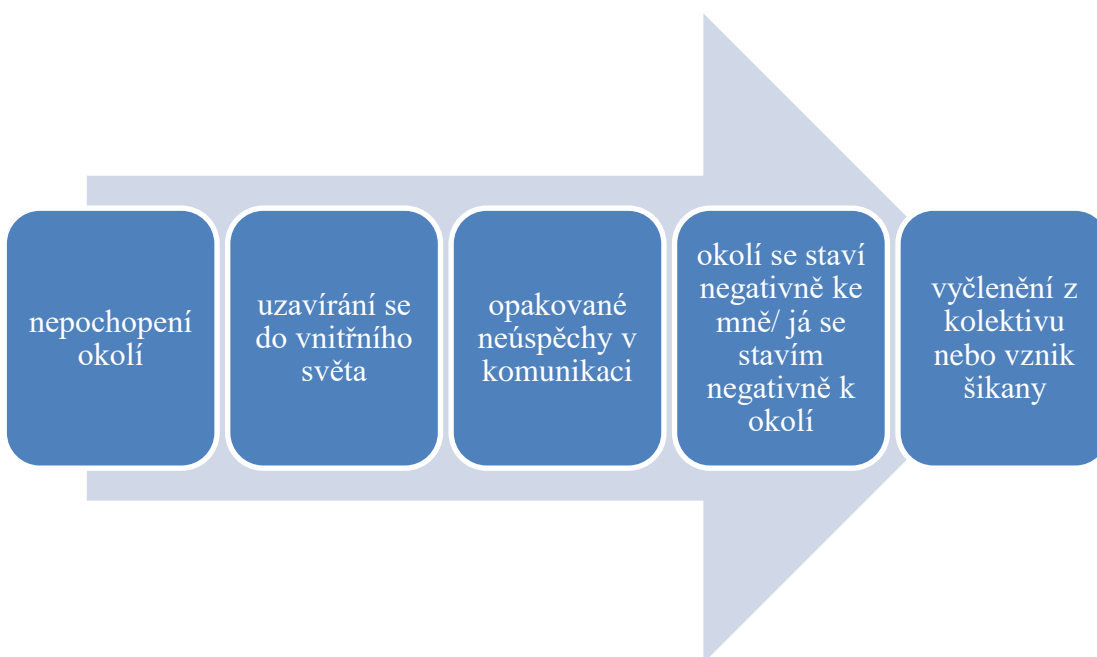 nepochopení
okolí
uzavírání se
do vnitřního
světa
opakované
neúspěchy v
komunikaci
okolí se staví
negativně ke
mně/ já se
stavím
negativně k
okolí
vyčlenění z
kolektivu
nebo vznik
šikany